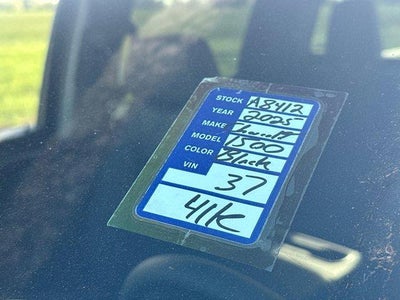 STOCK A8412
YEAR 2025
MAKE
MODEL 1500
COLOR Black
VIN 37
41K